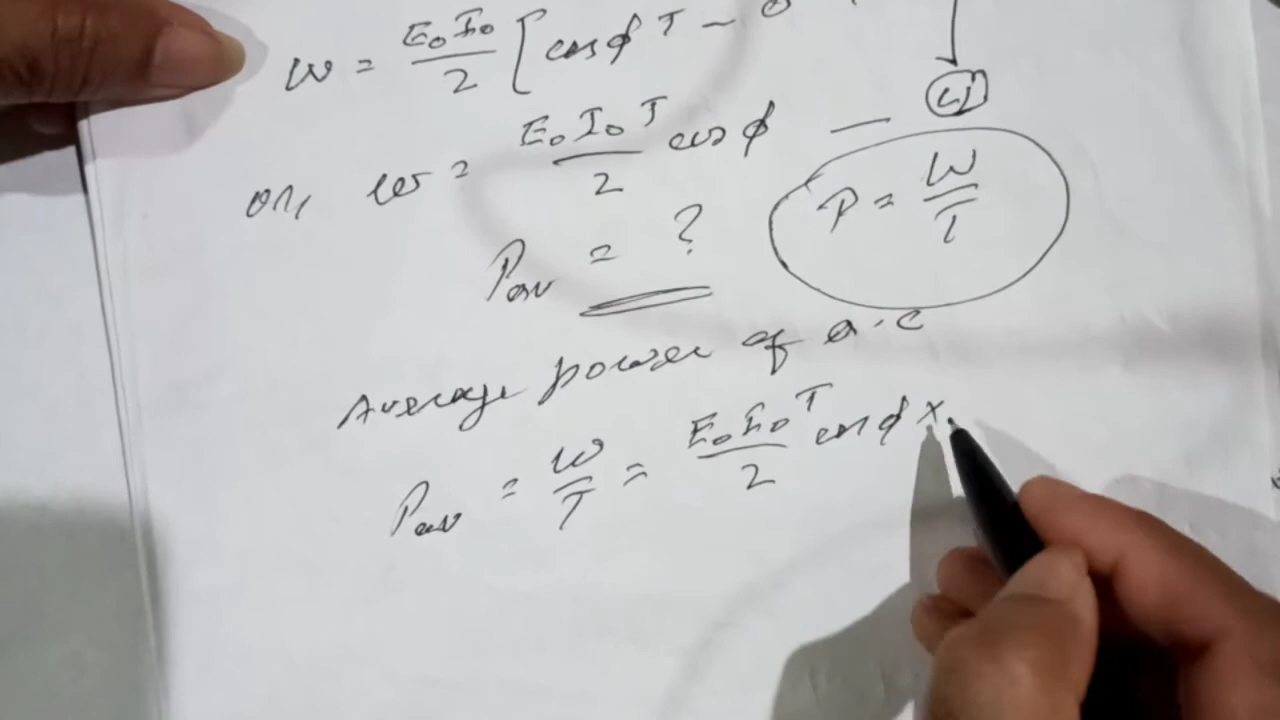 W = E₀I₀/2 [cosφ T - 0
or, W = E₀I₀T/2 cosφ —
P = W/T
Pav = ?
Average power of a.c
Pav = W/T = E₀I₀T/2 cosφ ×